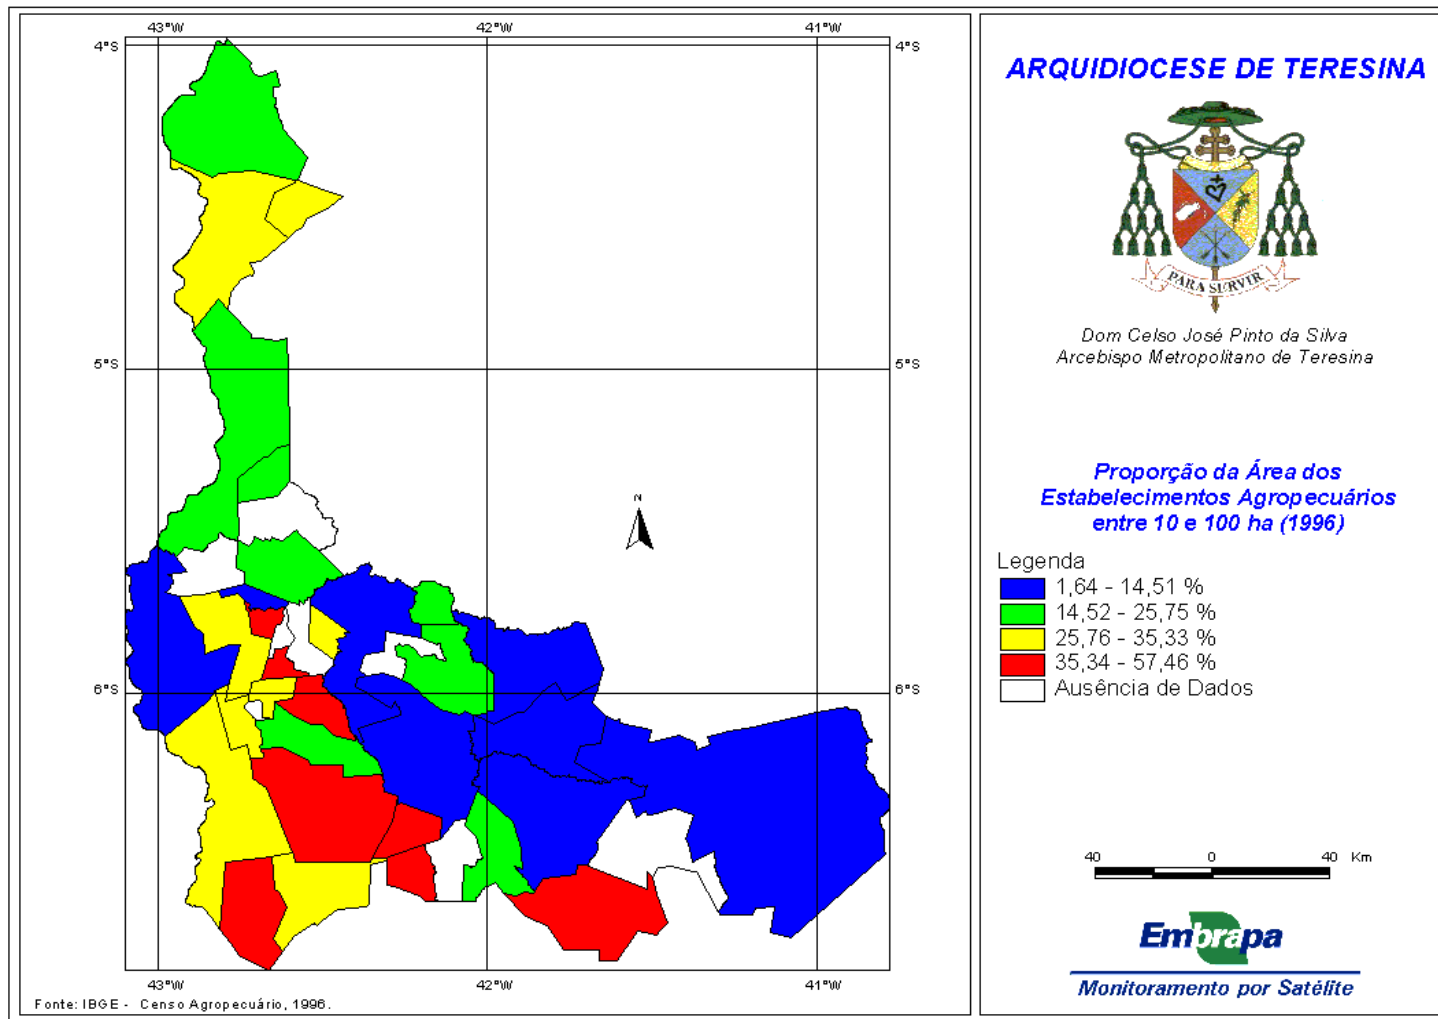 43°W 42°W 41°W
4°S 4°S
5°S 5°S
6°S 6°S
43°W 42°W 41°W
N
Fonte: IBGE - Censo Agropecuário, 1996.
ARQUIDIOCESE DE TERESINA
PARA SERVIR
Dom Celso José Pinto da Silva
Arcebispo Metropolitano de Teresina
Proporção da Área dos
Estabelecimentos Agropecuários
entre 10 e 100 ha (1996)
Legenda
1,64 - 14,51 %
14,52 - 25,75 %
25,76 - 35,33 %
35,34 - 57,46 %
Ausência de Dados
40 0 40 Km
Embrapa
Monitoramento por Satélite